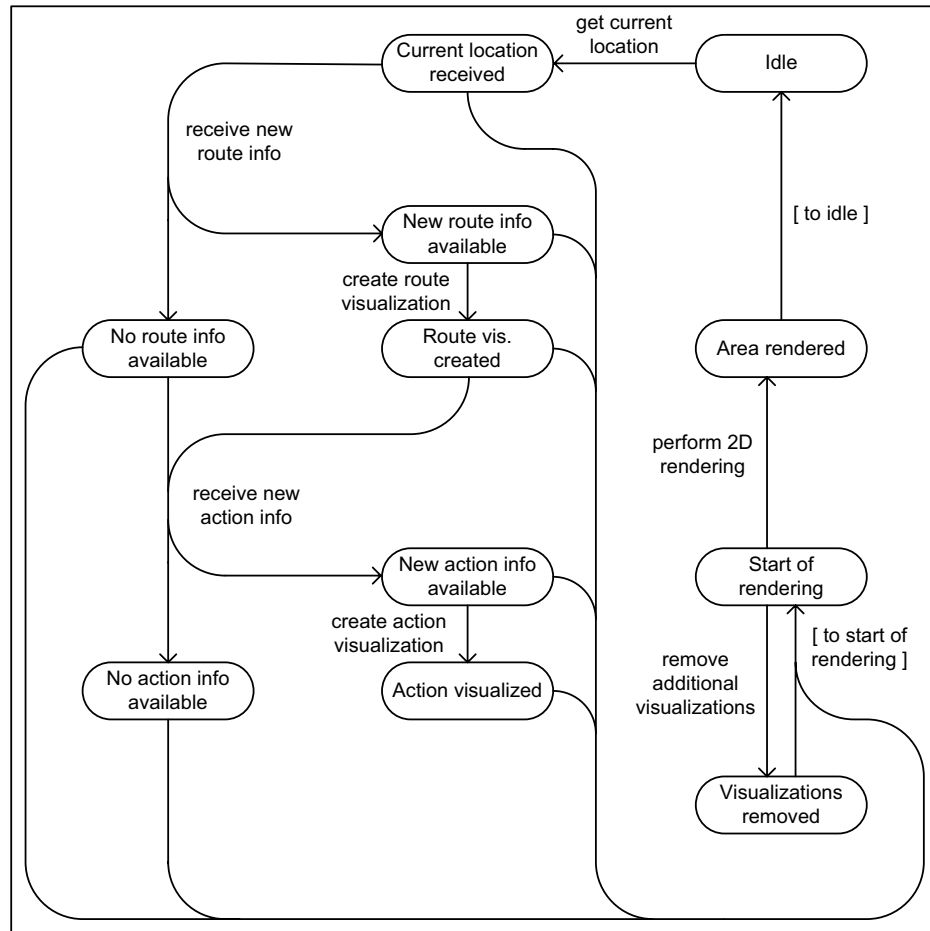 get current
location
Current location
received
Idle
receive new
route info
New route info
available
[ to idle ]
create route
visualization
No route info
available
Route vis.
created
Area rendered
perform 2D
rendering
receive new
action info
New action info
available
Start of
rendering
create action
visualization
[ to start of
rendering ]
remove
additional
visualizations
No action info
available
Action visualized
Visualizations
removed